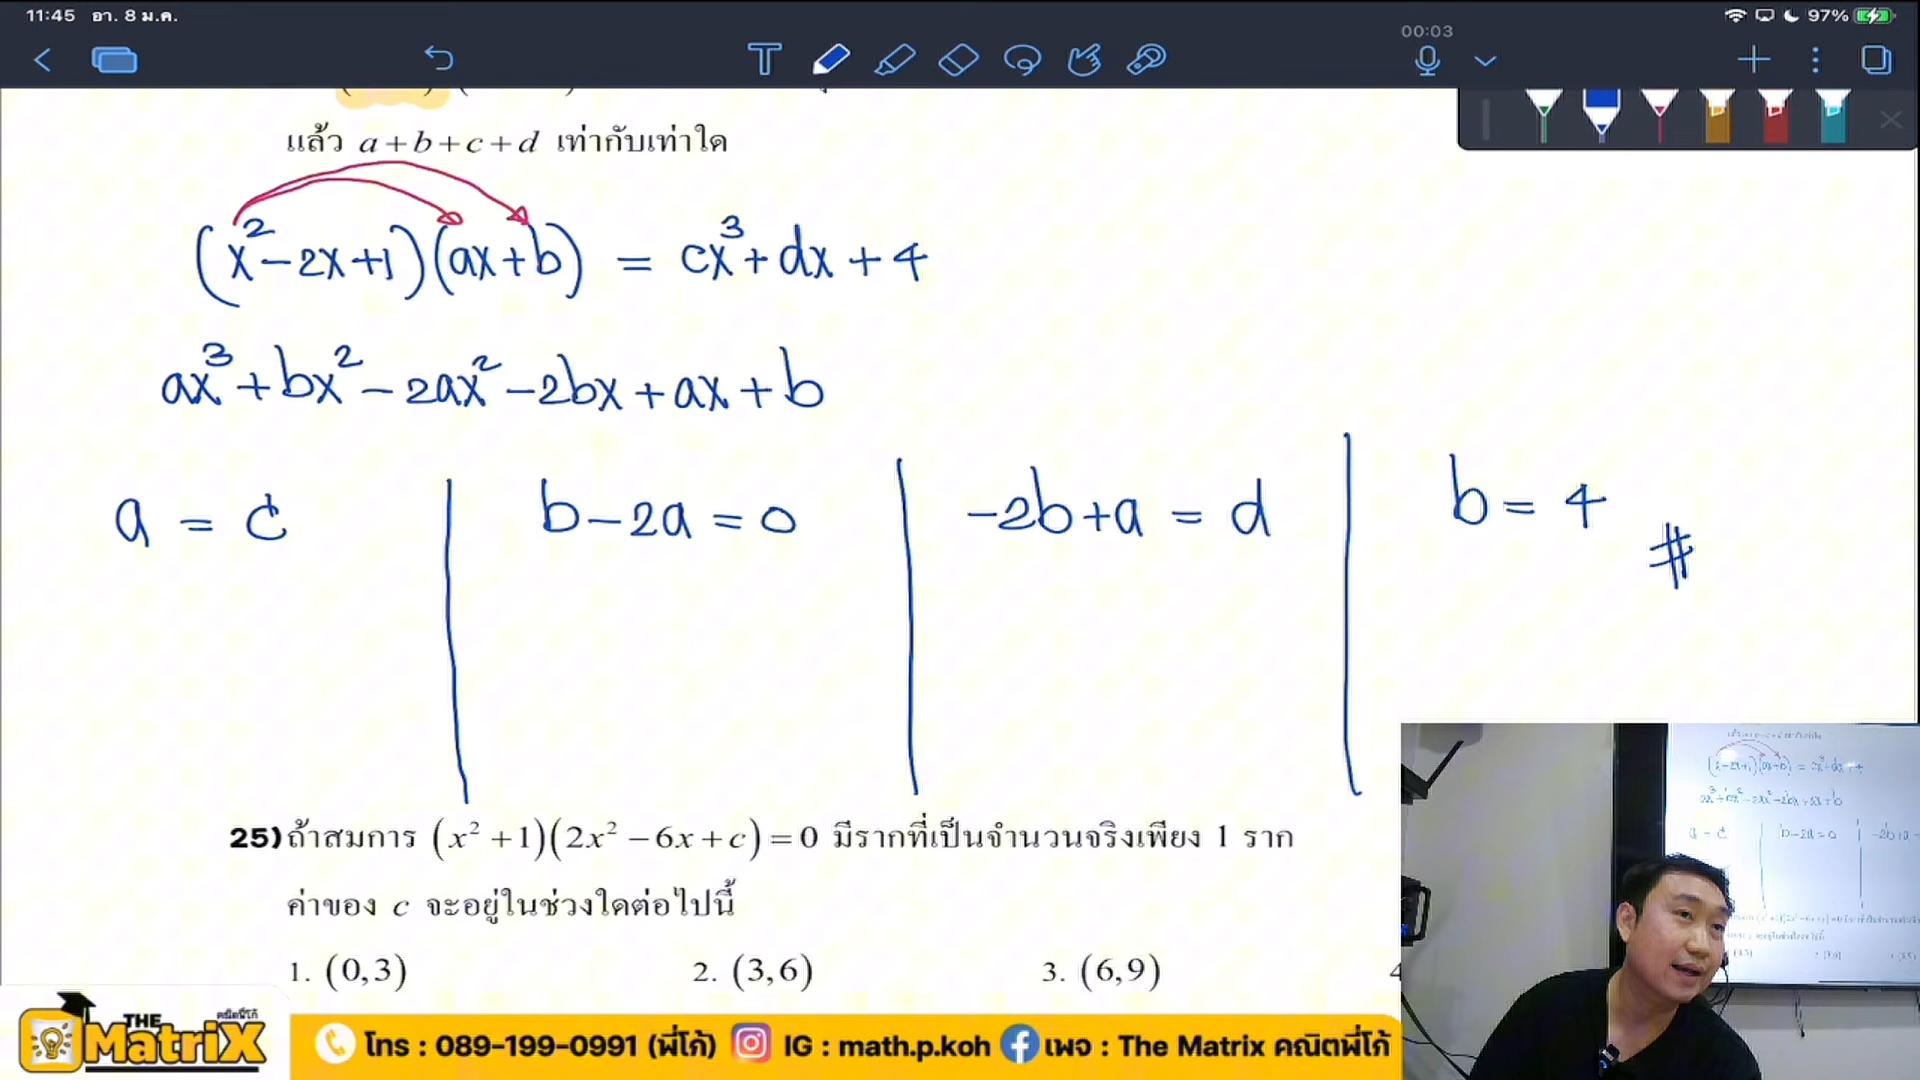 11:45 อา. 8 ม.ค.
97%
00:03
แล้ว a+b+c+d เท่ากับเท่าใด
(x²-2x+1)(ax+b) = cx³+dx+4
ax³+bx²-2ax²-2bx+ax+b
a = c
b-2a=0
-2b+a = d
b = 4
#
25) ถ้าสมการ (x²+1)(2x²-6x+c)=0 มีรากที่เป็นจำนวนจริงเพียง 1 ราก
ค่าของ c จะอยู่ในช่วงใดต่อไปนี้
1. (0,3) 2. (3,6) 3. (6,9)
คณิตพี่โก้
THE
MatriX
โทร : 089-199-0991 (พี่โก้) IG : math.p.koh เพจ : The Matrix คณิตพี่โก้